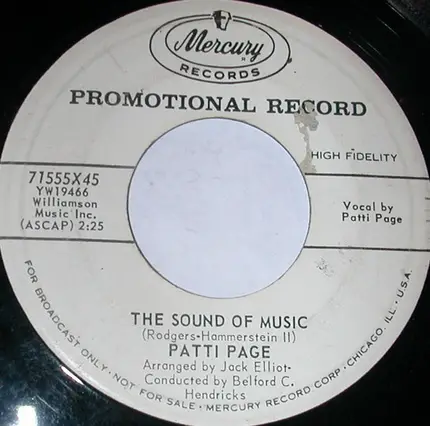 Mercury
RECORDS
PROMOTIONAL RECORD
HIGH FIDELITY
71555X45
YW19466
Williamson
Music Inc.
(ASCAP) 2:25
Vocal by
Patti Page
THE SOUND OF MUSIC
(Rodgers-Hammerstein II)
PATTI PAGE
Arranged by Jack Elliot-
Conducted by Belford C.
Hendricks
FOR BROADCAST ONLY · NOT FOR SALE · MERCURY RECORD CORP · CHICAGO, ILL · U.S.A.